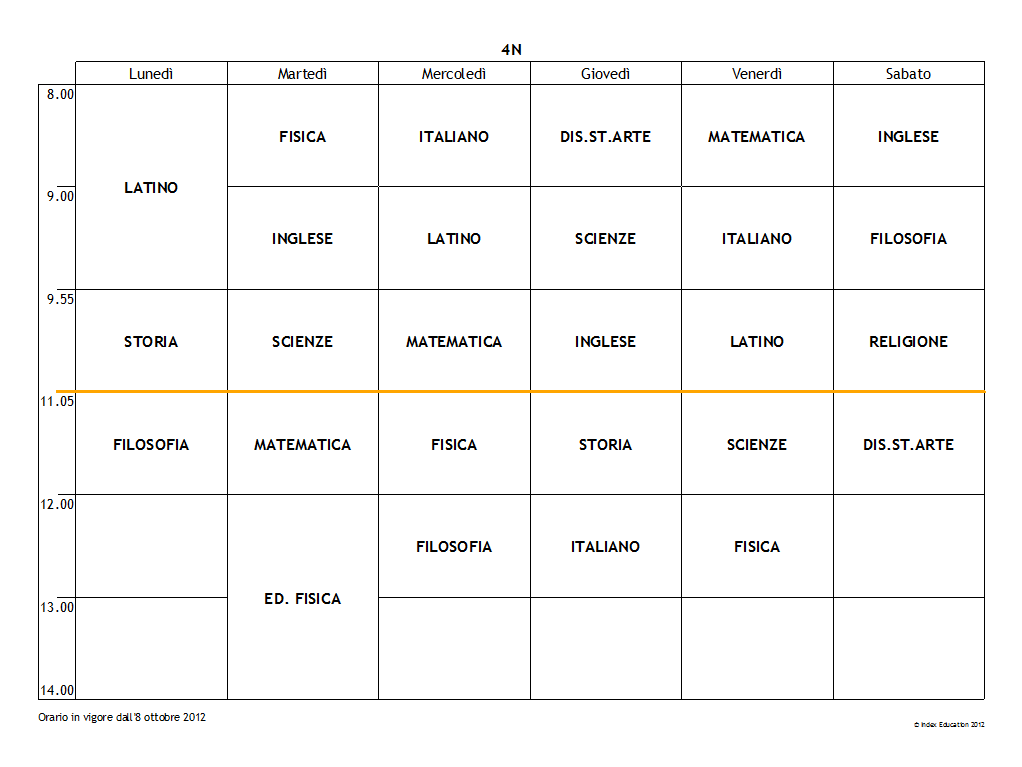 4N
Lunedì Martedì Mercoledì Giovedì Venerdì Sabato
8.00
FISICA ITALIANO DIS.ST.ARTE MATEMATICA INGLESE
LATINO
9.00
INGLESE LATINO SCIENZE ITALIANO FILOSOFIA
9.55
STORIA SCIENZE MATEMATICA INGLESE LATINO RELIGIONE
11.05
FILOSOFIA MATEMATICA FISICA STORIA SCIENZE DIS.ST.ARTE
12.00
FILOSOFIA ITALIANO FISICA
ED. FISICA
13.00
14.00
Orario in vigore dall'8 ottobre 2012
© Index Education 2012